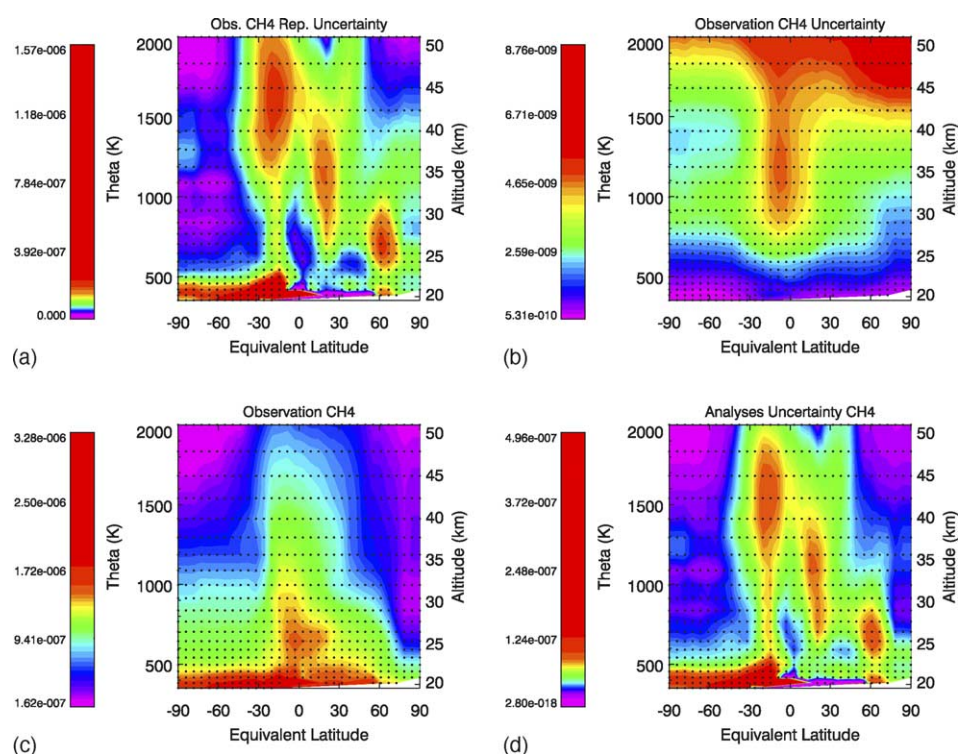 Obs. CH4 Rep. Uncertainty
1.57e-006
1.18e-006
7.84e-007
3.92e-007
0.000
Theta (K)
2000
1500
1000
500
50
45
40
35
30
25
20
Altitude (km)
-90 -60 -30 0 30 60 90
Equivalent Latitude
(a)
Observation CH4 Uncertainty
8.76e-009
6.71e-009
4.65e-009
2.59e-009
5.31e-010
Theta (K)
2000
1500
1000
500
50
45
40
35
30
25
20
Altitude (km)
-90 -60 -30 0 30 60 90
Equivalent Latitude
(b)
Observation CH4
3.28e-006
2.50e-006
1.72e-006
9.41e-007
1.62e-007
Theta (K)
2000
1500
1000
500
50
45
40
35
30
25
20
Altitude (km)
-90 -60 -30 0 30 60 90
Equivalent Latitude
(c)
Analyses Uncertainty CH4
4.96e-007
3.72e-007
2.48e-007
1.24e-007
2.80e-018
Theta (K)
2000
1500
1000
500
50
45
40
35
30
25
20
Altitude (km)
-90 -60 -30 0 30 60 90
Equivalent Latitude
(d)